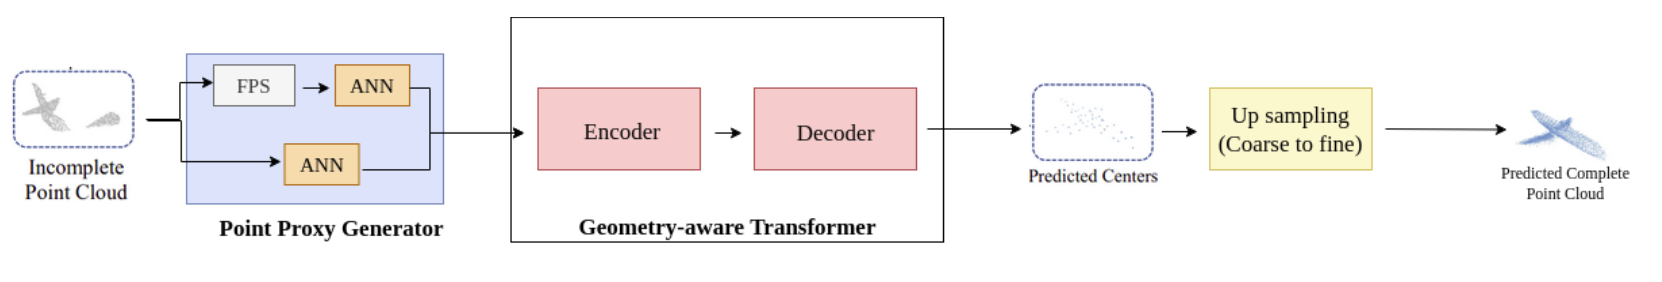 Incomplete
Point Cloud
FPS
ANN
ANN
Point Proxy Generator
Encoder
Decoder
Geometry-aware Transformer
Predicted Centers
Up sampling
(Coarse to fine)
Predicted Complete
Point Cloud